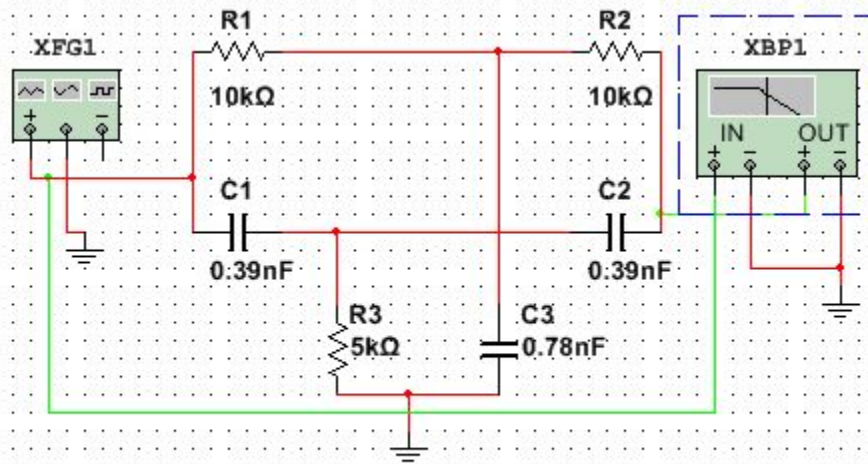 R1
R2
XFG1
XBP1
10kΩ
10kΩ
IN
OUT
+
−
+
−
+
−
C1
C2
0.39nF
0.39nF
R3
5kΩ
C3
0.78nF